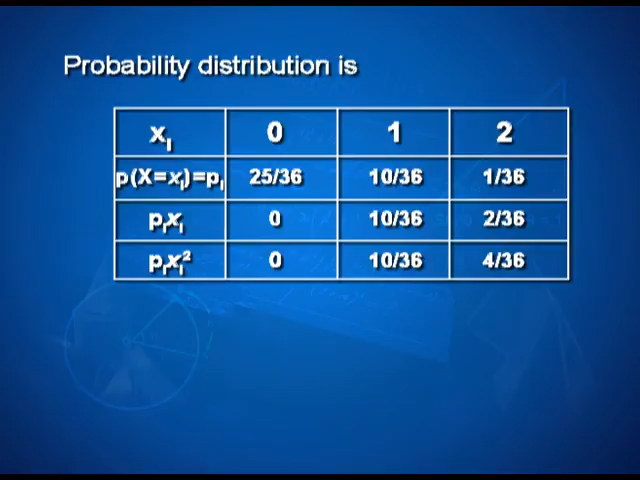 Probability distribution is
xᵢ 0 1 2
p(X=xᵢ)=pᵢ 25/36 10/36 1/36
pᵢxᵢ 0 10/36 2/36
pᵢxᵢ² 0 10/36 4/36